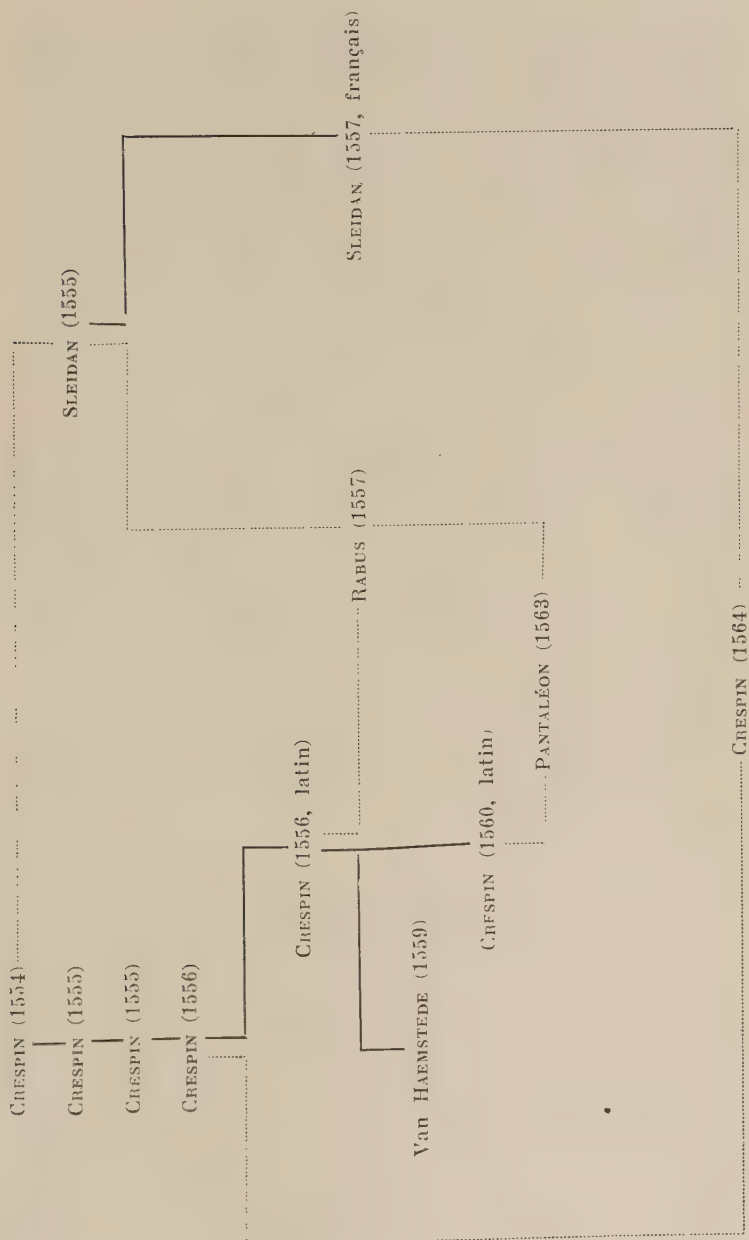 CRESPIN (1554)
CRESPIN (1555)
CRESPIN (1555)
CRESPIN (1556)
SLEIDAN (1555)
CRESPIN (1556, latin)
RABUS (1557)
SLEIDAN (1557, français)
Van HAEMSTEDE (1559)
CRESPIN (1560, latin)
PANTALÉON (1563)
CRESPIN (1564)